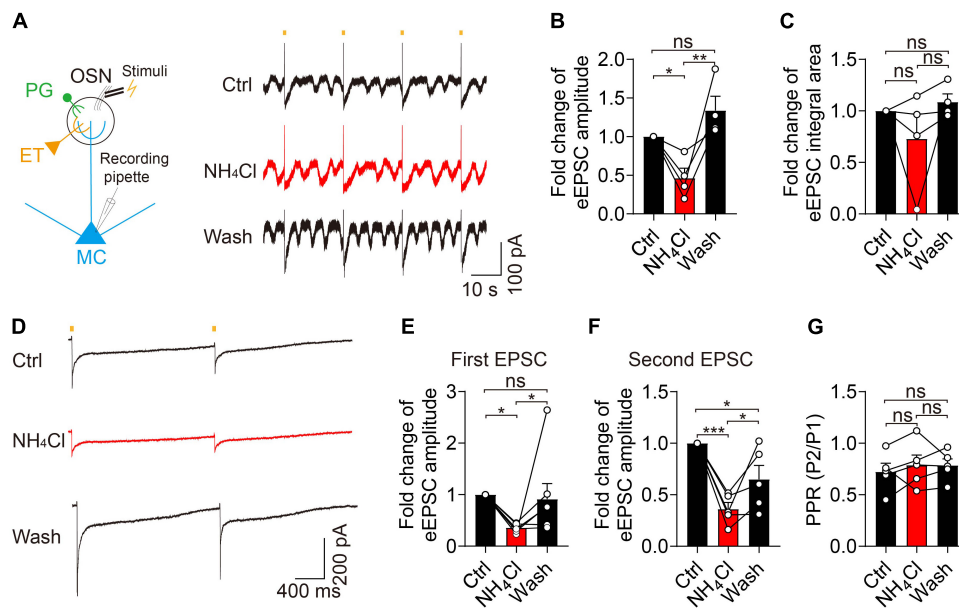 A
OSN
Stimuli
PG
ET
Recording
pipette
MC
Ctrl
NH₄Cl
Wash
10 s
100 pA
B
Fold change of
eEPSC amplitude
2.0
1.5
1.0
0.5
0.0
ns
*
**
Ctrl
NH₄Cl
Wash
C
Fold change of
eEPSC integral area
1.5
1.0
0.5
0.0
ns
ns
ns
Ctrl
NH₄Cl
Wash
D
Ctrl
NH₄Cl
Wash
400 ms
200 pA
E
First EPSC
Fold change of
eEPSC amplitude
3
2
1
0
ns
*
*
Ctrl
NH₄Cl
Wash
F
Second EPSC
Fold change of
eEPSC amplitude
1.5
1.0
0.5
0.0
*
***
*
Ctrl
NH₄Cl
Wash
G
PPR (P2/P1)
1.5
1.0
0.5
0.0
ns
ns
ns
Ctrl
NH₄Cl
Wash